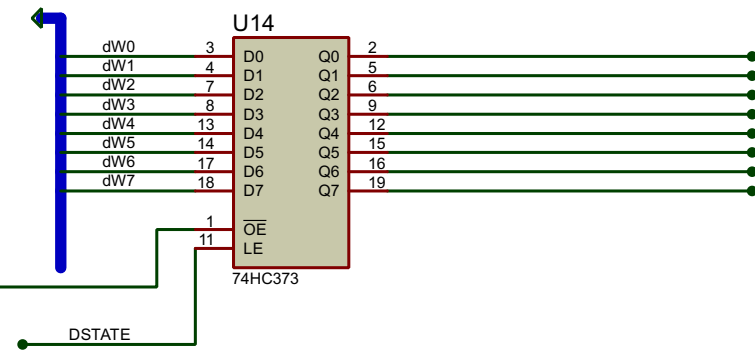 U14
dW0 3 D0 Q0 2
dW1 4 D1 Q1 5
dW2 7 D2 Q2 6
dW3 8 D3 Q3 9
dW4 13 D4 Q4 12
dW5 14 D5 Q5 15
dW6 17 D6 Q6 16
dW7 18 D7 Q7 19
1 OE
11 LE
74HC373
DSTATE